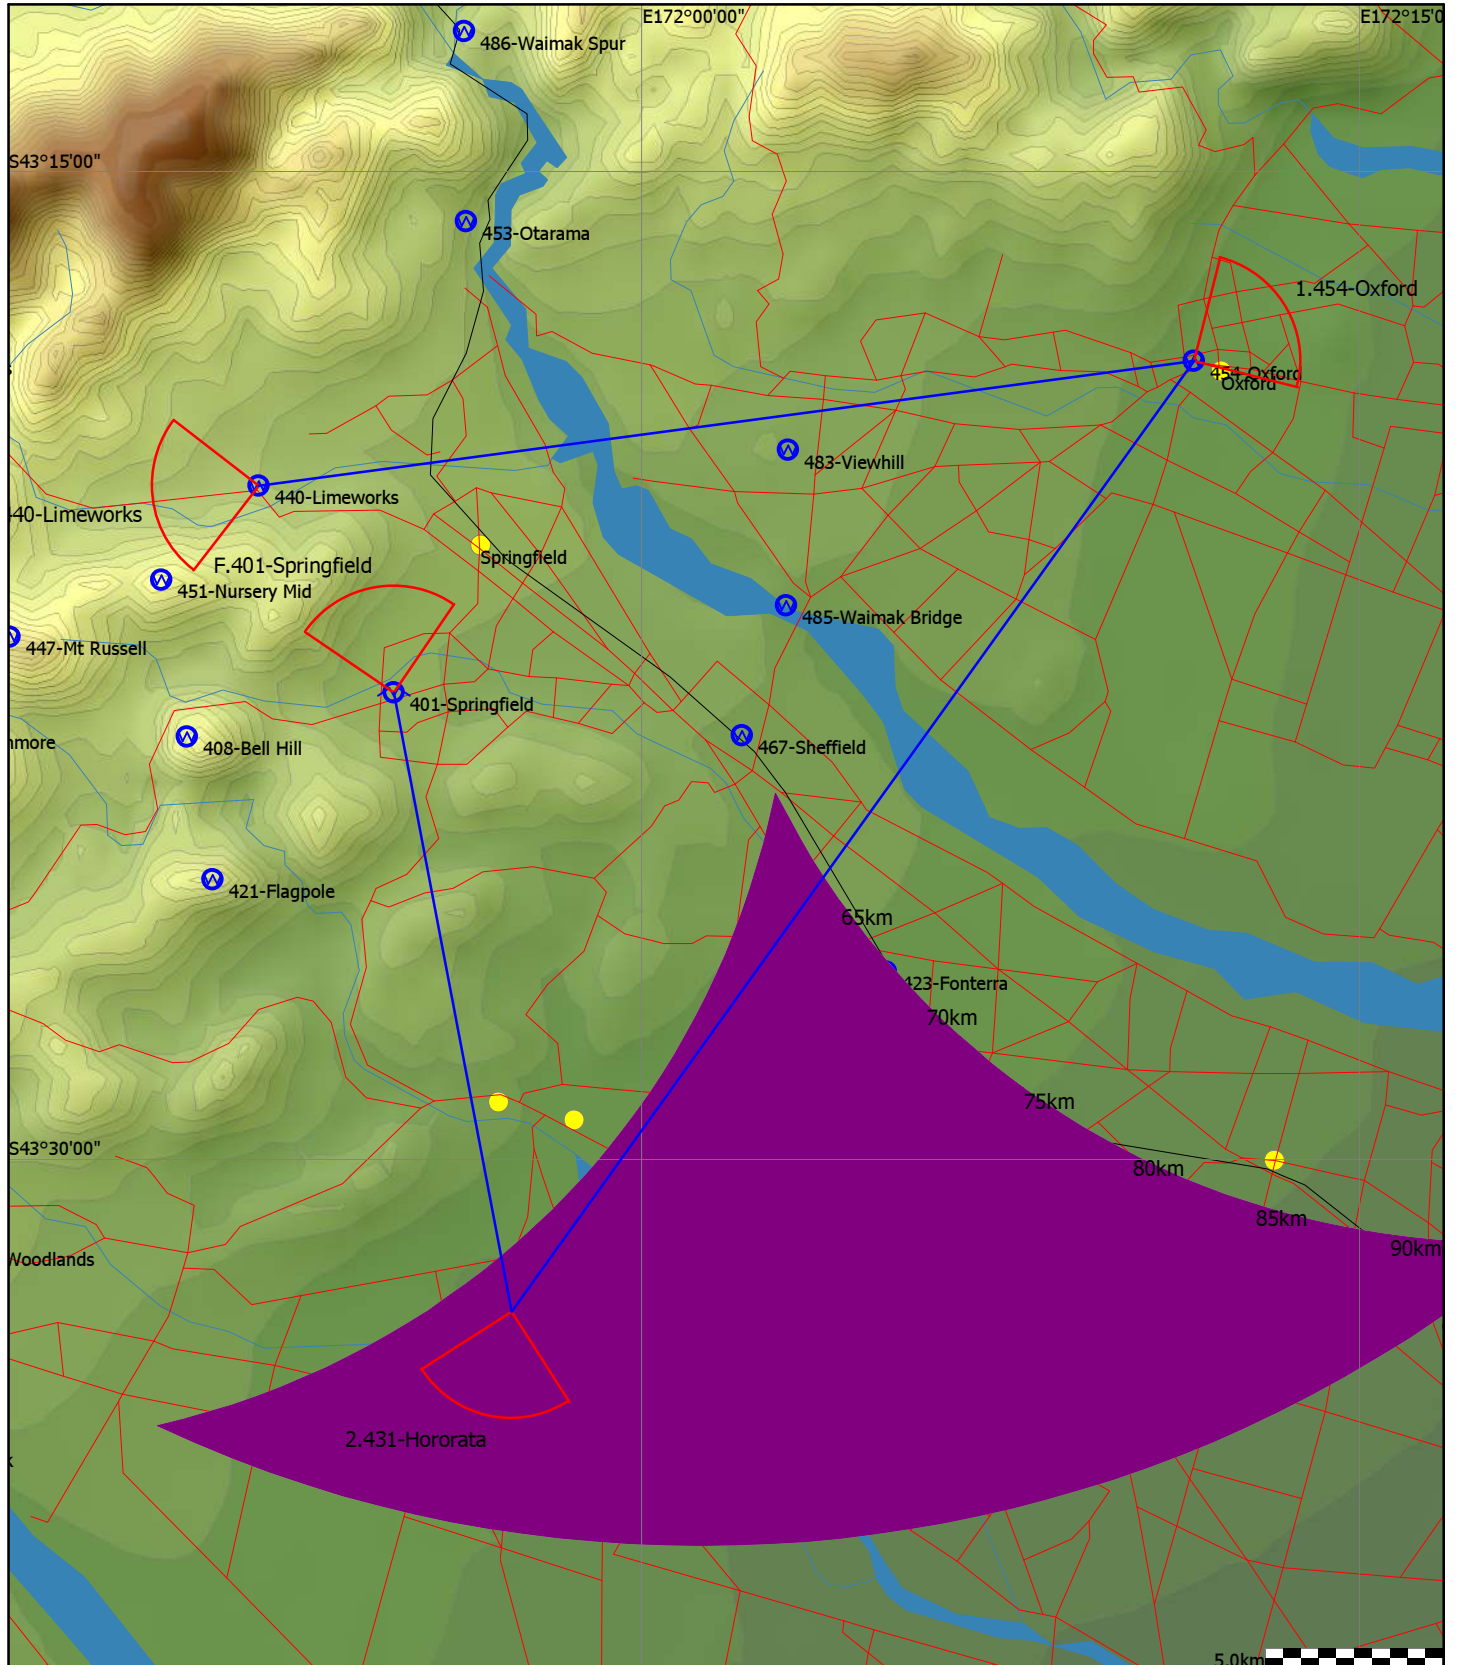 E172°00'00"
E172°15'0
486-Waimak Spur
S43°15'00"
453-Otarama
1.454-Oxford
454-Oxford
Oxford
483-Viewhill
440-Limeworks
40-Limeworks
Springfield
F.401-Springfield
451-Nursery Mid
485-Waimak Bridge
447-Mt Russell
401-Springfield
nmore
408-Bell Hill
467-Sheffield
421-Flagpole
65km
423-Fonterra
70km
75km
S43°30'00"
80km
85km
90km
Woodlands
2.431-Hororata
5.0km